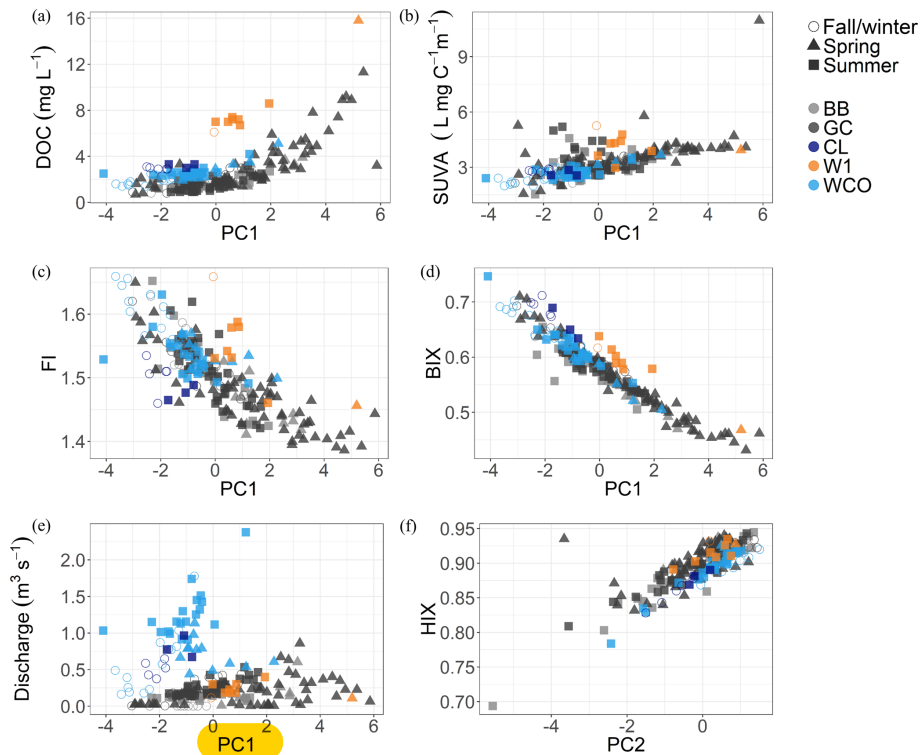 (a)
DOC (mg L⁻¹)
16
12
8
4
0
-4 -2 0 2 4 6
PC1
(b)
SUVA ( L mg C⁻¹m⁻¹)
9
6
3
-4 -2 0 2 4 6
PC1
Fall/winter
Spring
Summer
BB
GC
CL
W1
WCO
(c)
FI
1.6
1.5
1.4
-4 -2 0 2 4 6
PC1
(d)
BIX
0.7
0.6
0.5
-4 -2 0 2 4 6
PC1
(e)
Discharge (m³ s⁻¹)
2.0
1.5
1.0
0.5
0.0
-4 -2 0 2 4 6
PC1
(f)
HIX
0.95
0.90
0.85
0.80
0.75
0.70
-4 -2 0
PC2